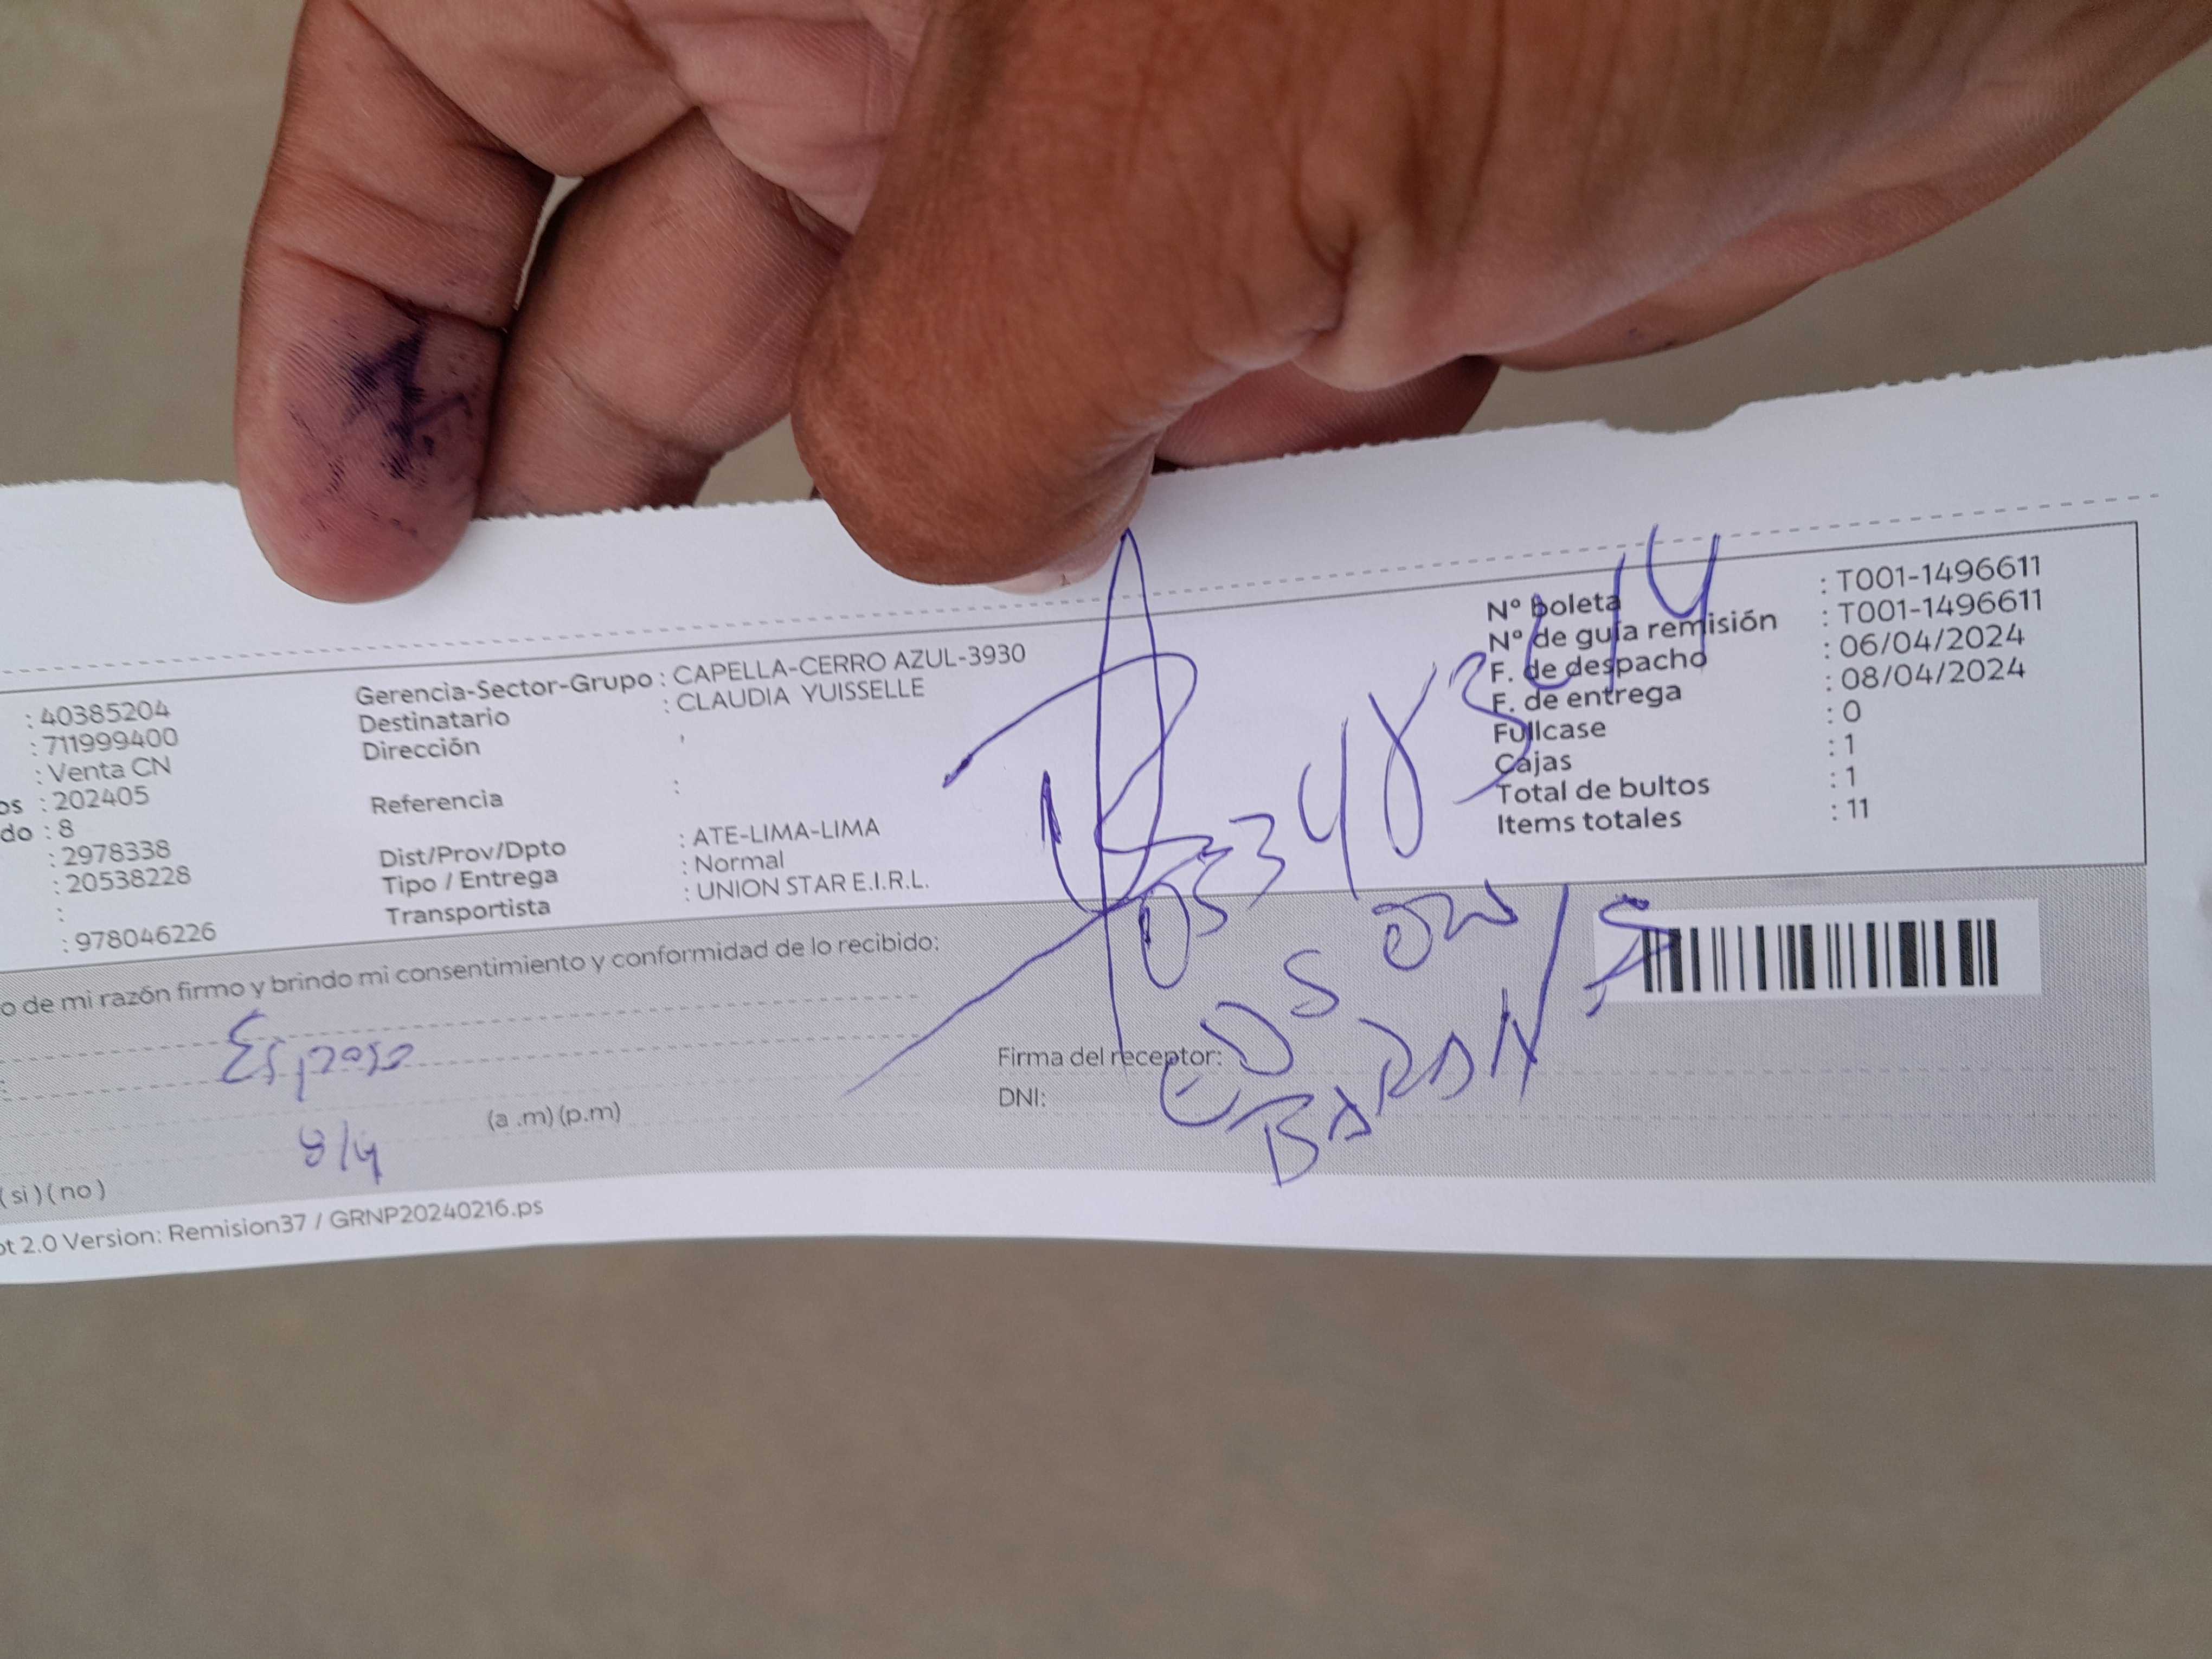 : 40385204
: 711999400
: Venta CN
os : 202405
do : 8
: 2978338
: 20538228
:
: 978046226
Gerencia-Sector-Grupo : CAPELLA-CERRO AZUL-3930
Destinatario : CLAUDIA YUISSELLE
Dirección ,
Referencia :
Dist/Prov/Dpto : ATE-LIMA-LIMA
Tipo / Entrega : Normal
Transportista : UNION STAR E.I.R.L.
N° boleta : T001-1496611
N° de guía remisión : T001-1496611
F. de despacho : 06/04/2024
F. de entrega : 08/04/2024
Fullcase : 0
Cajas : 1
Total de bultos : 1
Items totales : 11
o de mi razón firmo y brindo mi consentimiento y conformidad de lo recibido:
Esposo
8/4
(a .m) (p.m)
Firma del receptor:
DNI:
(si) (no)
ot 2.0 Version: Remision37 / GRNP20240216.ps